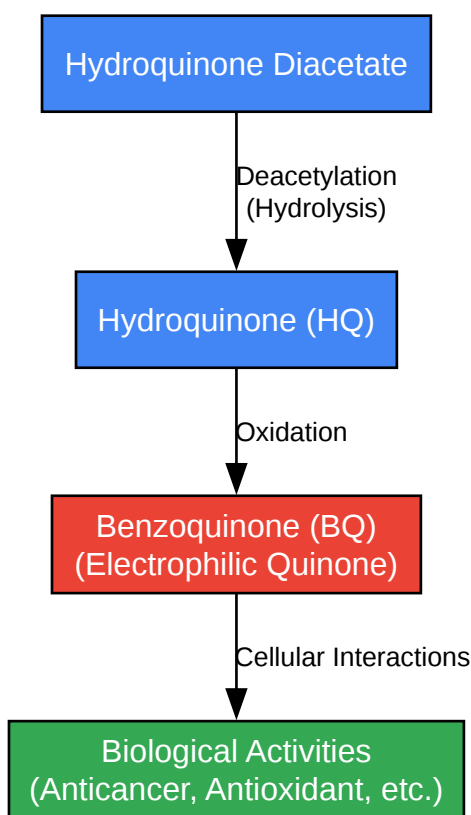 Hydroquinone Diacetate
Deacetylation
(Hydrolysis)
Hydroquinone (HQ)
Oxidation
Benzoquinone (BQ)
(Electrophilic Quinone)
Cellular Interactions
Biological Activities
(Anticancer, Antioxidant, etc.)